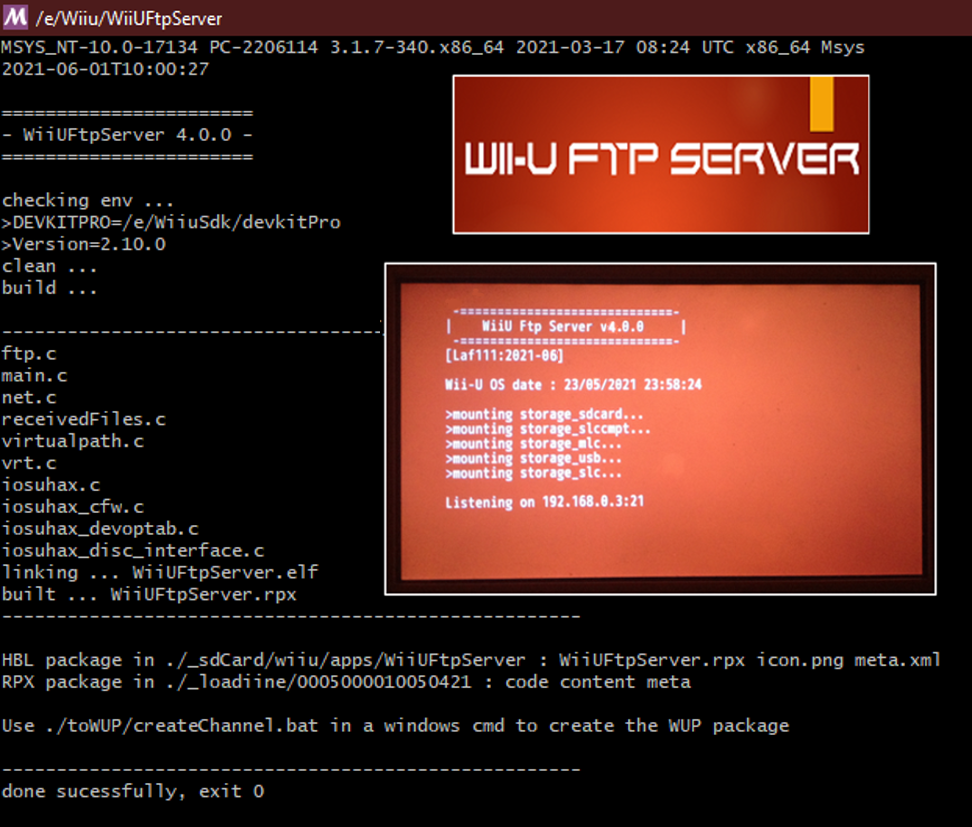 /e/Wiiu/WiiUFtpServer
MSYS_NT-10.0-17134 PC-2206114 3.1.7-340.x86_64 2021-03-17 08:24 UTC x86_64 Msys
2021-06-01T10:00:27
=======================
- WiiUFtpServer 4.0.0 -
=======================
checking env ...
>DEVKITPRO=/e/WiiuSdk/devkitPro
>Version=2.10.0
clean ...
build ...
ftp.c
main.c
net.c
receivedFiles.c
virtualpath.c
vrt.c
iosuhax.c
iosuhax_cfw.c
iosuhax_devoptab.c
iosuhax_disc_interface.c
linking ... WiiUFtpServer.elf
built ... WiiUFtpServer.rpx
HBL package in ./_sdCard/wiiu/apps/WiiUFtpServer : WiiUFtpServer.rpx icon.png meta.xml
RPX package in ./_loadiine/0005000010050421 : code content meta
Use ./toWUP/createChannel.bat in a windows cmd to create the WUP package
done sucessfully, exit 0
WII-U FTP SERVER
| WiiU Ftp Server v4.0.0 |
[Laf111:2021-06]
Wii-U OS date : 23/05/2021 23:58:24
>mounting storage_sdcard...
>mounting storage_slccmpt...
>mounting storage_mlc...
>mounting storage_usb...
>mounting storage_slc...
Listening on 192.168.0.3:21